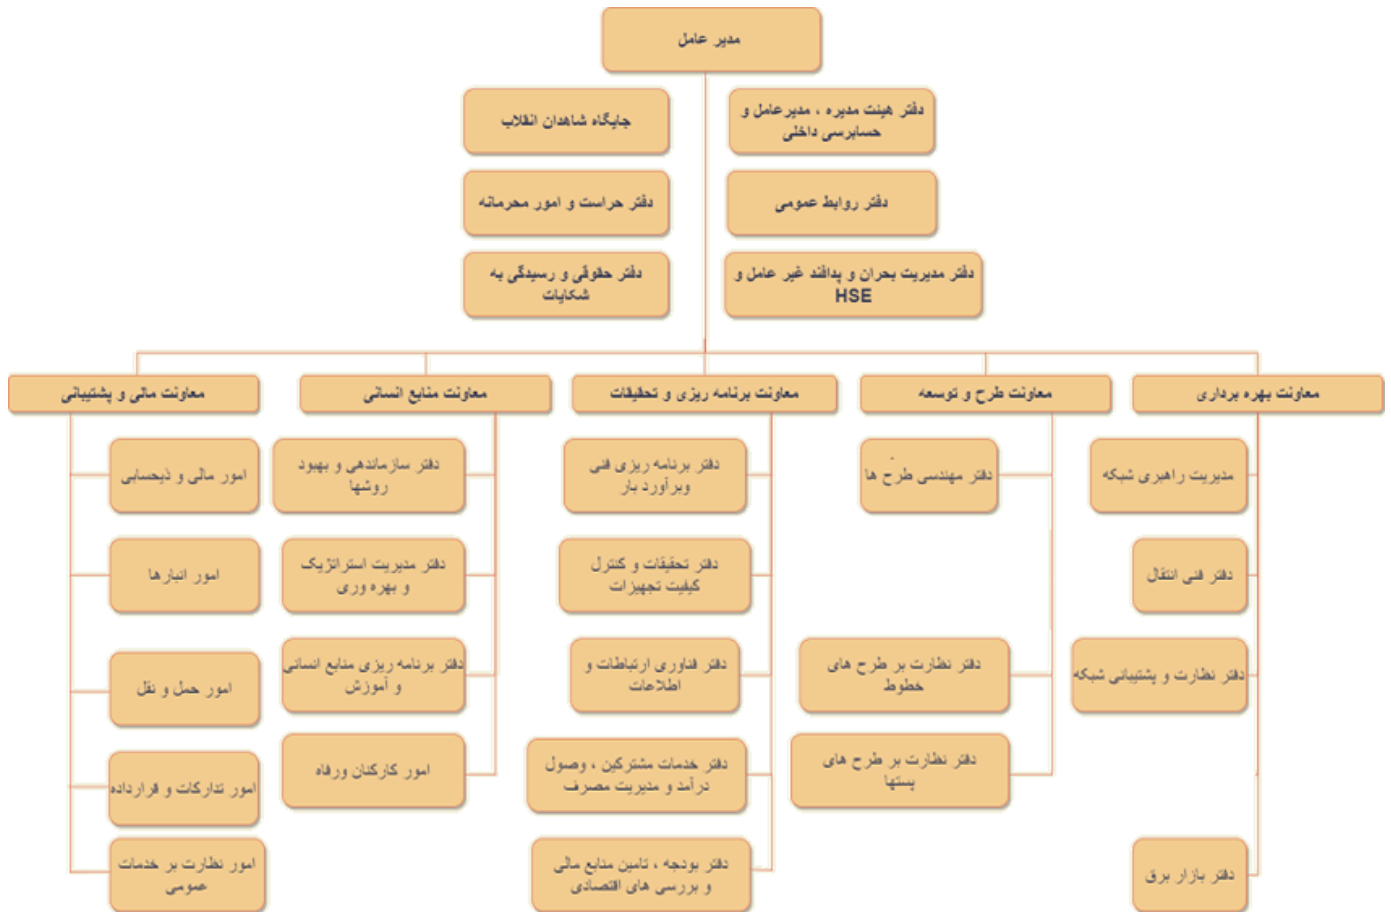 مدیر عامل
دفتر هیئت مدیره ، مدیرعامل و
حسابرسی داخلی
جایگاه شاهدان انقلاب
دفتر روابط عمومی
دفتر حراست و امور محرمانه
دفتر مدیریت بحران و پدافند غیر عامل و
HSE
دفتر حقوقی و رسیدگی به
شکایات
معاونت بهره برداری
معاونت طرح و توسعه
معاونت برنامه ریزی و تحقیقات
معاونت منابع انسانی
معاونت مالی و پشتیبانی
مدیریت راهبری شبکه
دفتر فنی انتقال
دفتر نظارت و پشتیبانی شبکه
دفتر بازار برق
دفتر مهندسی طرح ها
دفتر نظارت بر طرح های
خطوط
دفتر نظارت بر طرح های
پستها
دفتر برنامه ریزی فنی
وبرآورد بار
دفتر تحقیقات و کنترل
کیفیت تجهیزات
دفتر فناوری ارتباطات و
اطلاعات
دفتر خدمات مشترکین ، وصول
درآمد و مدیریت مصرف
دفتر بودجه ، تامین منابع مالی
و بررسی های اقتصادی
دفتر سازماندهی و بهبود
روشها
دفتر مدیریت استراتژیک
و بهره وری
دفتر برنامه ریزی منابع انسانی
و آموزش
امور کارکنان ورفاه
امور مالی و ذیحسابی
امور انبارها
امور حمل و نقل
امور تدارکات و قرارداده
امور نظارت بر خدمات
عمومی